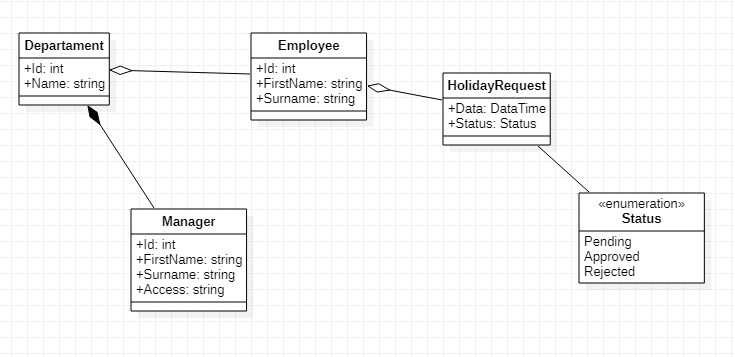 Departament
+Id: int
+Name: string
Employee
+Id: int
+FirstName: string
+Surname: string
HolidayRequest
+Data: DataTime
+Status: Status
Manager
+Id: int
+FirstName: string
+Surname: string
+Access: string
«enumeration»
Status
Pending
Approved
Rejected